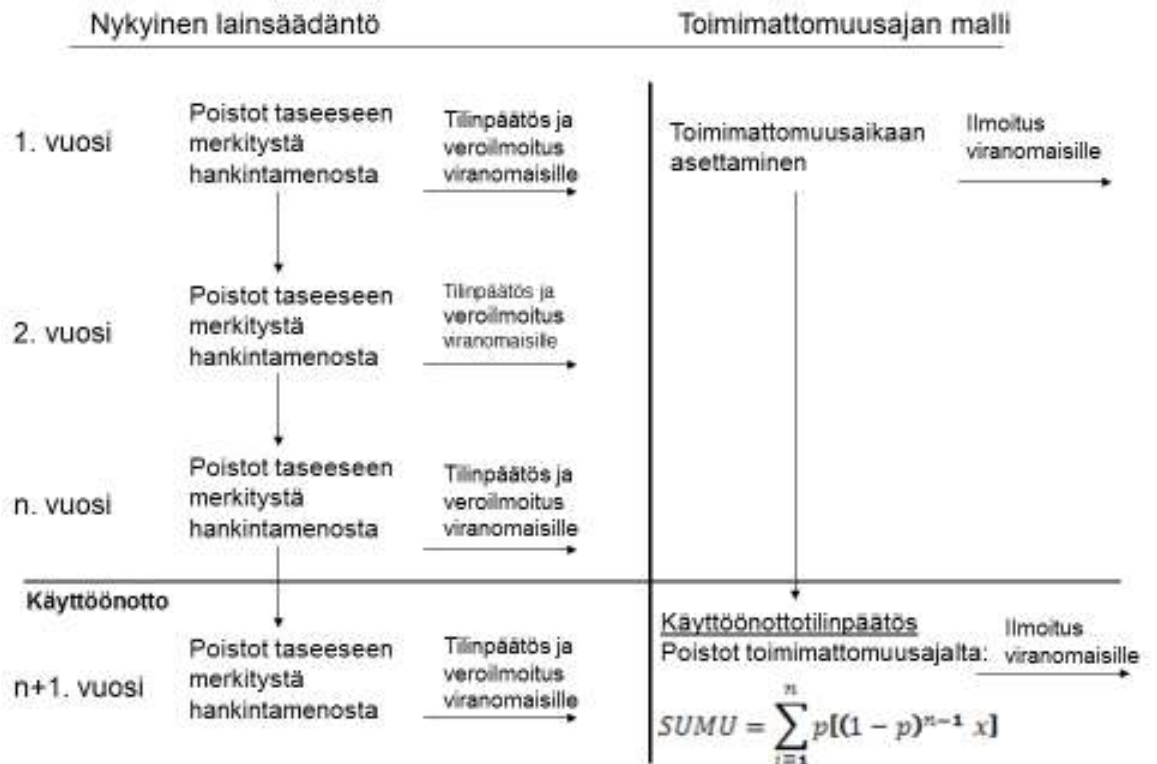 Nykyinen lainsäädäntö
Toimimattomuusajan malli
1. vuosi
Poistot taseeseen
merkitystä
hankintamenosta
Tilinpäätös ja
veroilmoitus
viranomaisille
Toimimattomuusaikaan
asettaminen
Ilmoitus
viranomaisille
2. vuosi
Poistot taseeseen
merkitystä
hankintamenosta
Tilinpäätös ja
veroilmoitus
viranomaisille
n. vuosi
Poistot taseeseen
merkitystä
hankintamenosta
Tilinpäätös ja
veroilmoitus
viranomaisille
Käyttöönotto
n+1. vuosi
Poistot taseeseen
merkitystä
hankintamenosta
Tilinpäätös ja
veroilmoitus
viranomaisille
Käyttöönottotilinpäätös
Poistot toimimattomuusajalta:
Ilmoitus
viranomaisille
n
SUMU = ∑ p[(1 − p)ⁿ⁻¹ x]
i=1